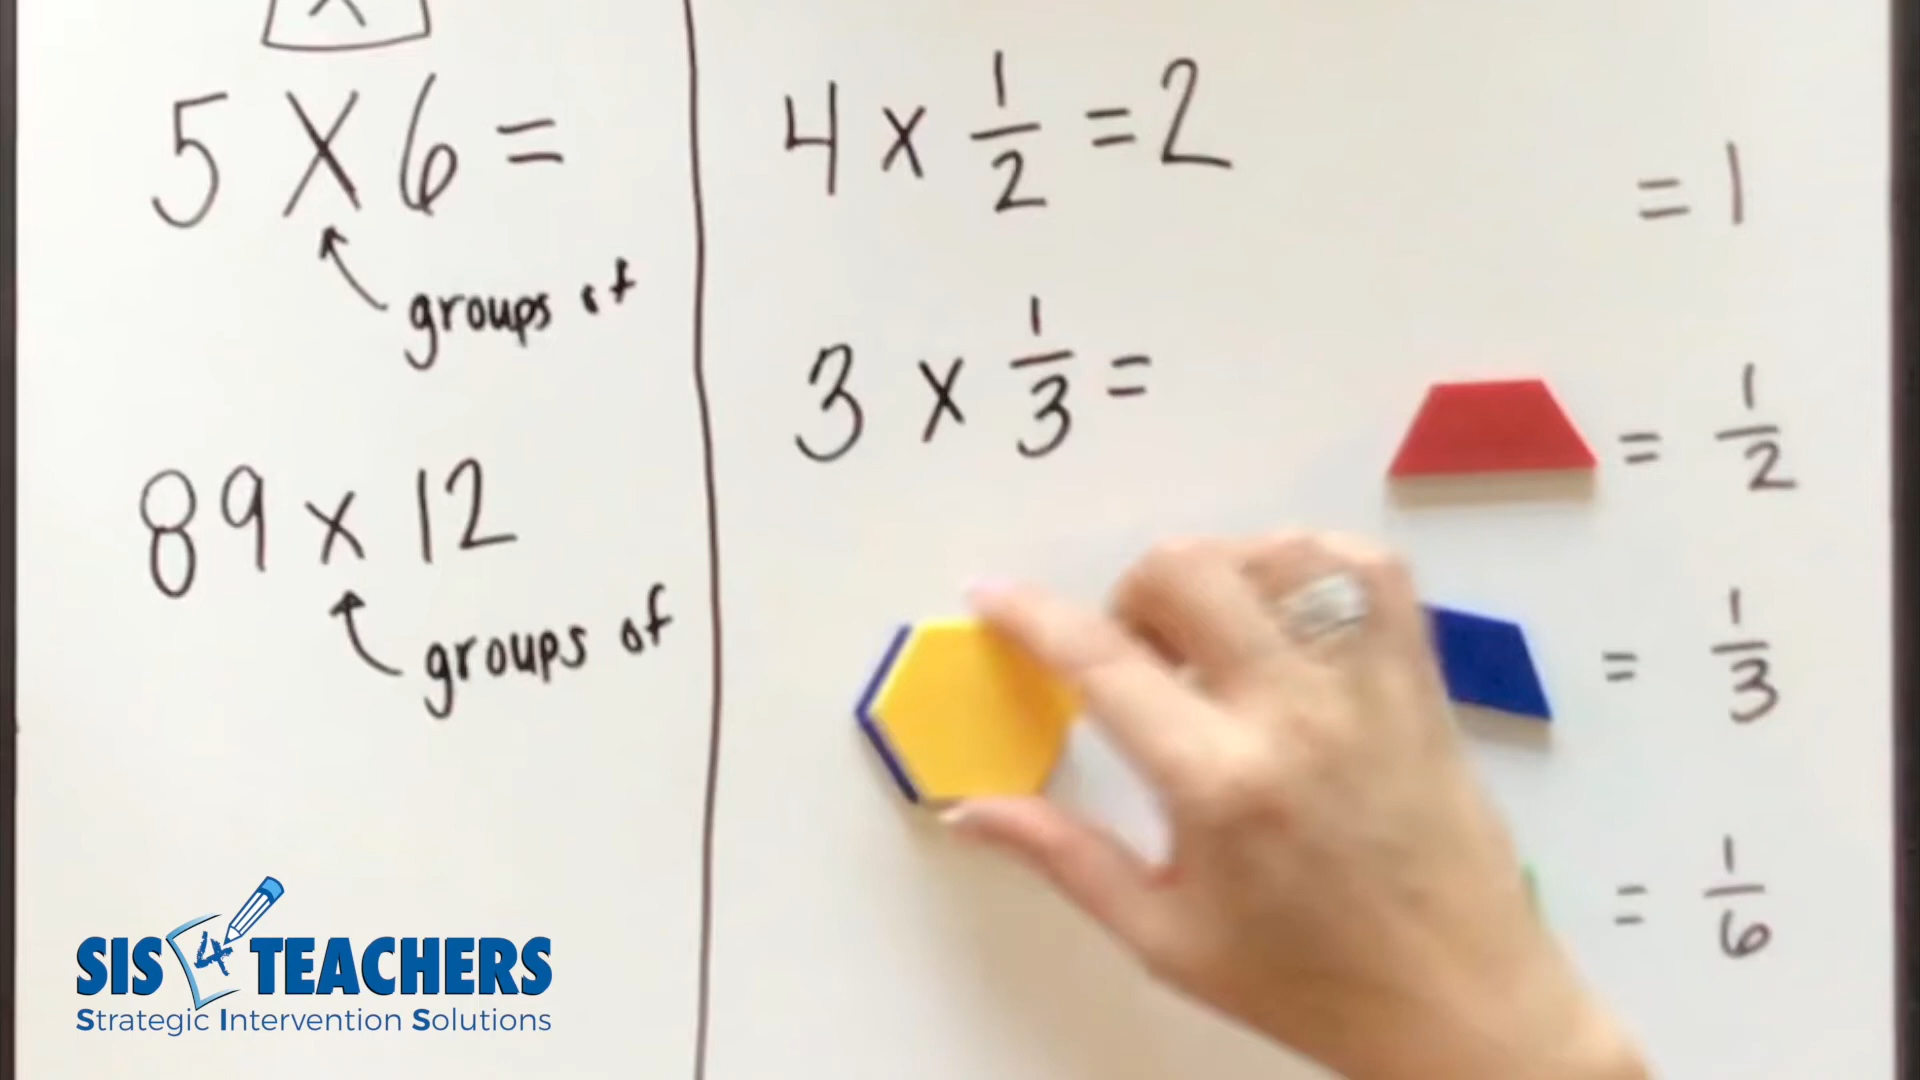 x
5 x 6 =
groups of
89 x 12
groups of
4 x 1/2 = 2
3 x 1/3 =
= 1
= 1/2
= 1/3
= 1/6
SIS 4 TEACHERS
Strategic Intervention Solutions